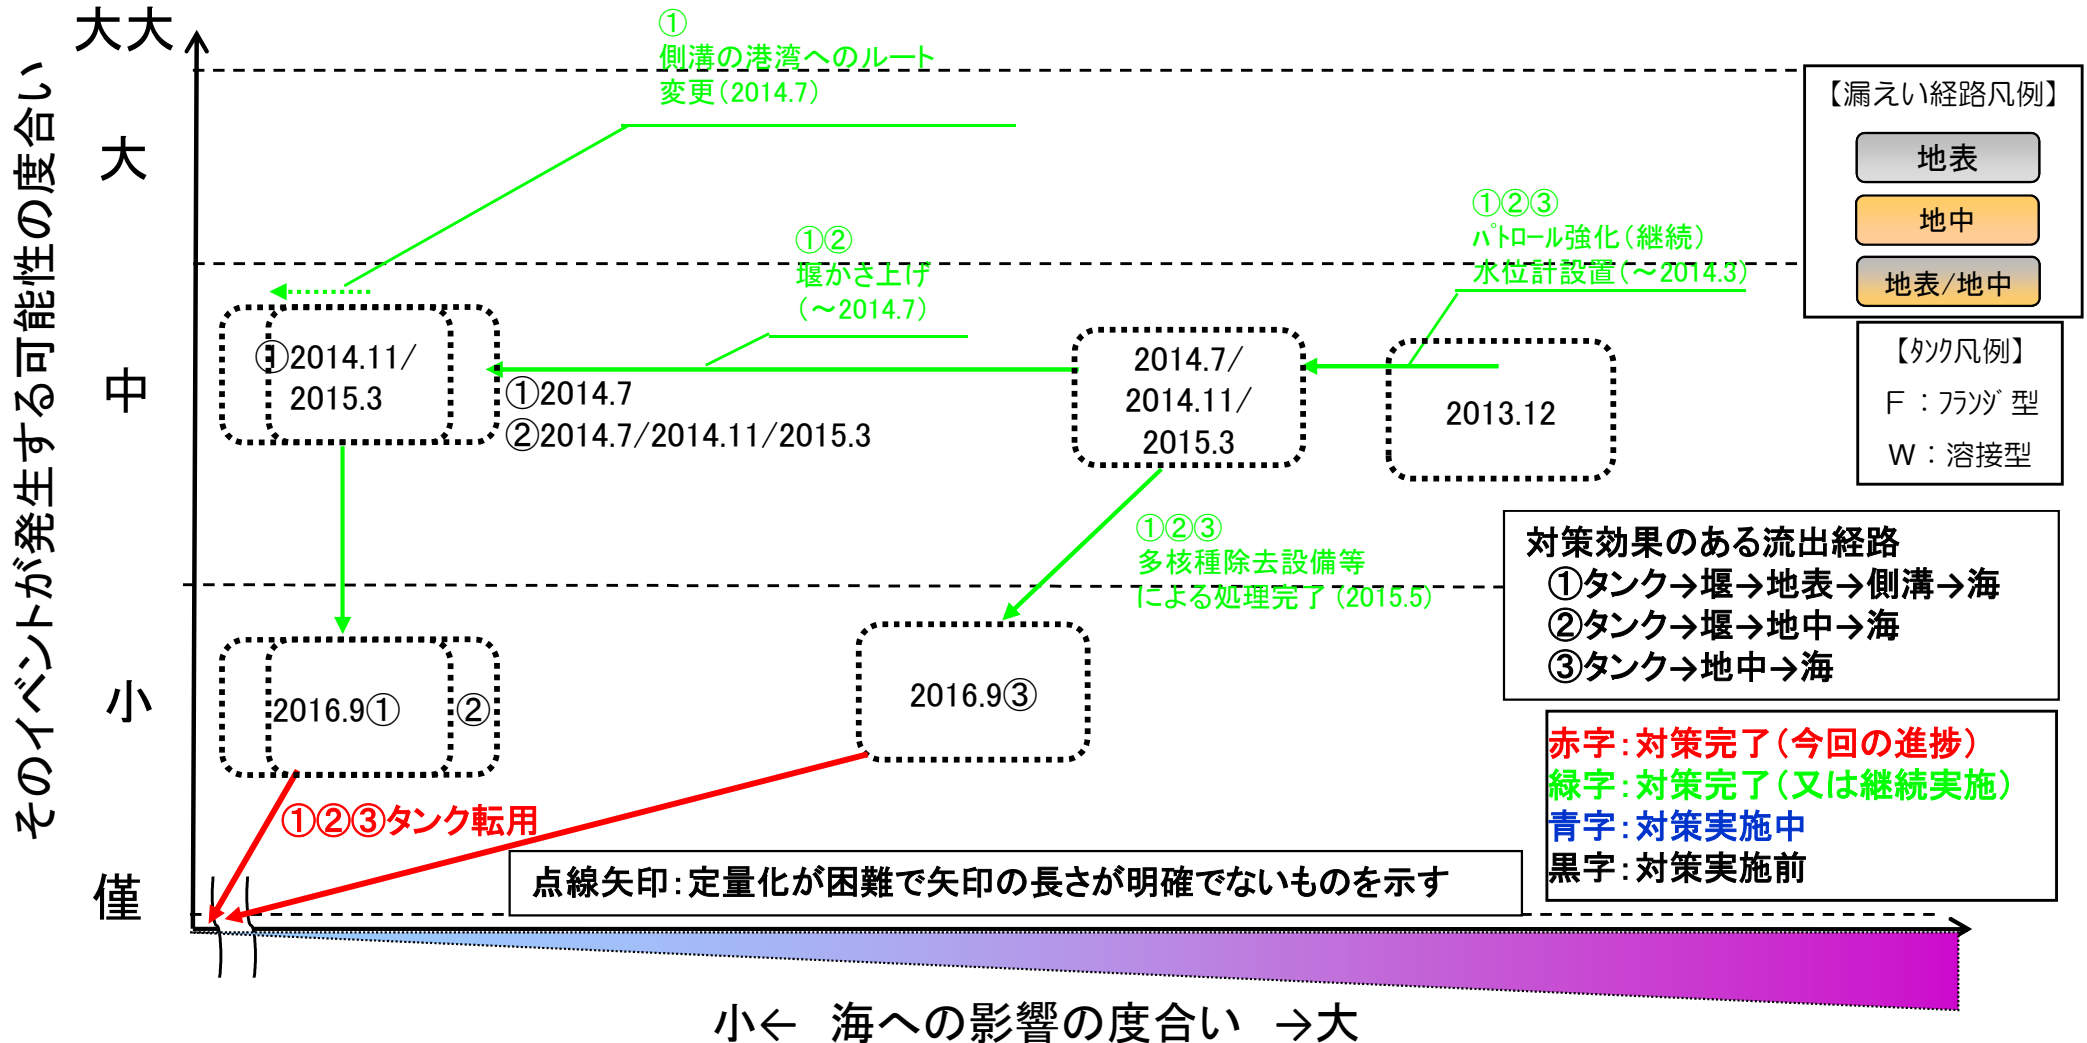 そのイベントが発生する可能性の度合い
大大
大
中
小
僅
①
側溝の港湾へのルート
変更(2014.7)
①②
堰かさ上げ
(～2014.7)
①②③
ﾊﾟﾄﾛｰﾙ強化(継続)
水位計設置(～2014.3)
【漏えい経路凡例】
地表
地中
地表/地中
【ﾀﾝｸ凡例】
F：ﾌﾗﾝｼﾞ型
W：溶接型
①2014.11/
2015.3
①2014.7
②2014.7/2014.11/2015.3
2014.7/
2014.11/
2015.3
2013.12
①②③
多核種除去設備等
による処理完了(2015.5)
対策効果のある流出経路
①タンク→堰→地表→側溝→海
②タンク→堰→地中→海
③タンク→地中→海
2016.9①
②
2016.9③
赤字：対策完了(今回の進捗)
緑字：対策完了(又は継続実施)
青字：対策実施中
黒字：対策実施前
①②③タンク転用
点線矢印：定量化が困難で矢印の長さが明確でないものを示す
小← 海への影響の度合い →大